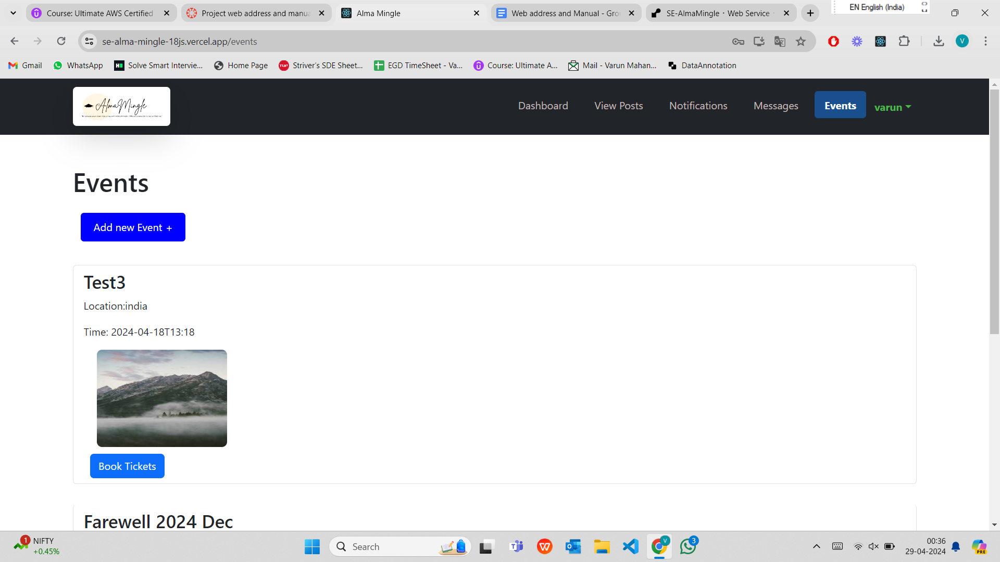 Course: Ultimate AWS Certified
Project web address and manua
Alma Mingle
Web address and Manual - Gro
SE-AlmaMingle · Web Service ·
EN English (India)
se-alma-mingle-18js.vercel.app/events
V
Gmail
WhatsApp
Solve Smart Intervie...
Home Page
TUF
Striver's SDE Sheet...
EGD TimeSheet - Va...
Course: Ultimate A...
Mail - Varun Mahan...
DataAnnotation
AlmaMingle
Dashboard
View Posts
Notifications
Messages
Events
varun
Events
Add new Event +
Test3
Location:india
Time: 2024-04-18T13:18
Book Tickets
Farewell 2024 Dec
1
NIFTY
+0.45%
Search
V
3
00:36
29-04-2024
PRE